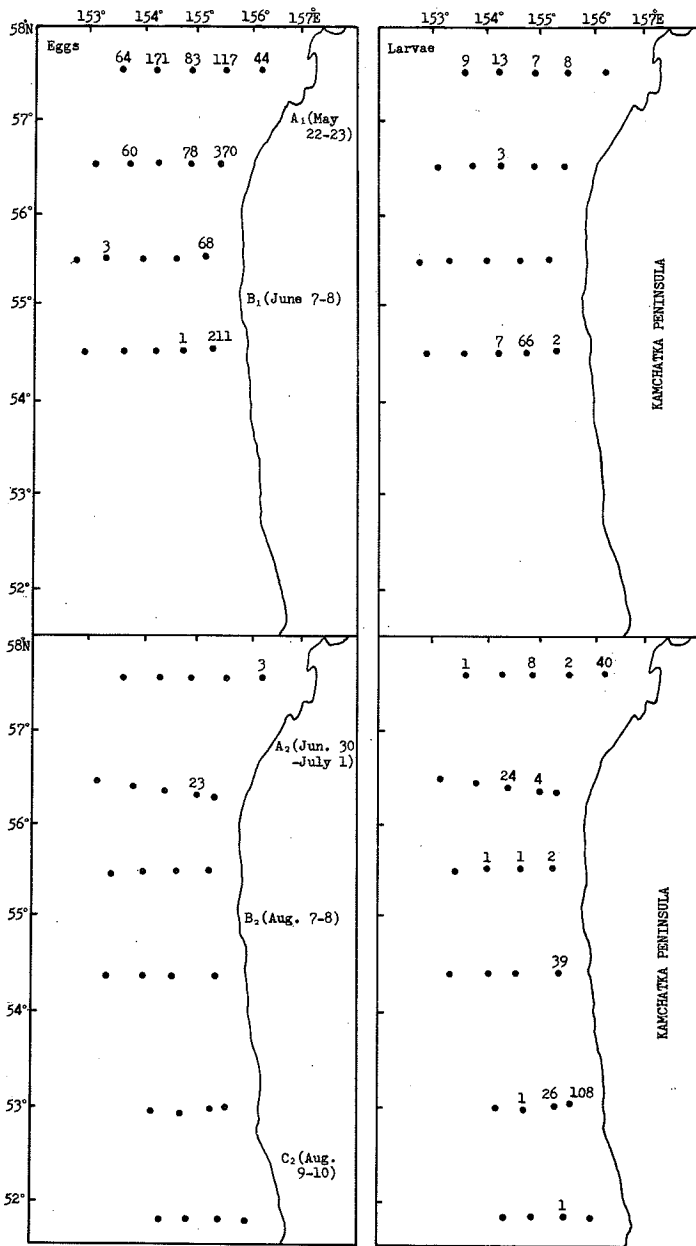 153° 154° 155° 156° 157°E
58°N
Eggs
64 171 83 117 44
57°
A₁(May
22-23)
60 78 370
56°
3 68
55°
B₁(June 7-8)
1 211
54°
53°
52°
153° 154° 155° 156° 157°E
Larvae
9 13 7 8
3
7 66 2
KAMCHATKA PENINSULA
58°N
3
57°
A₂(Jun. 30
-July 1)
23
56°
55°
B₂(Aug. 7-8)
54°
53°
C₂(Aug.
9-10)
52°
1 8 2 40
24 4
1 1 2
39
1 26 108
1
KAMCHATKA PENINSULA